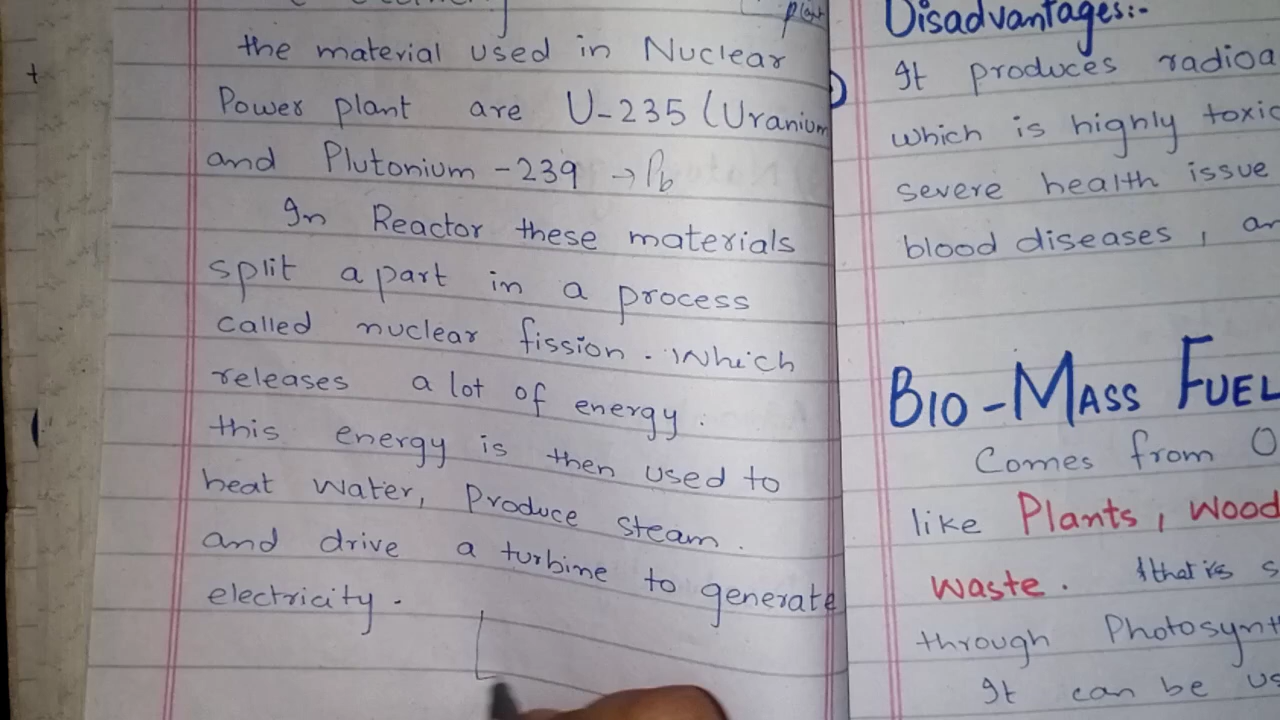 plant
the material used in Nuclear
Power plant are U-235 (Uranium
and Plutonium - 239 → Pb
In Reactor these materials
split apart in a process
called nuclear fission. Which
releases a lot of energy.
this energy is then used to
heat water, Produce steam.
and drive a turbine to generate
electricity.
Disadvantages:-
It produces radioa
which is highly toxic
severe health issue
blood diseases, an
BIO-MASS FUEL
Comes from O
like Plants, wood
waste. that is s
through Photosynt
It can be us